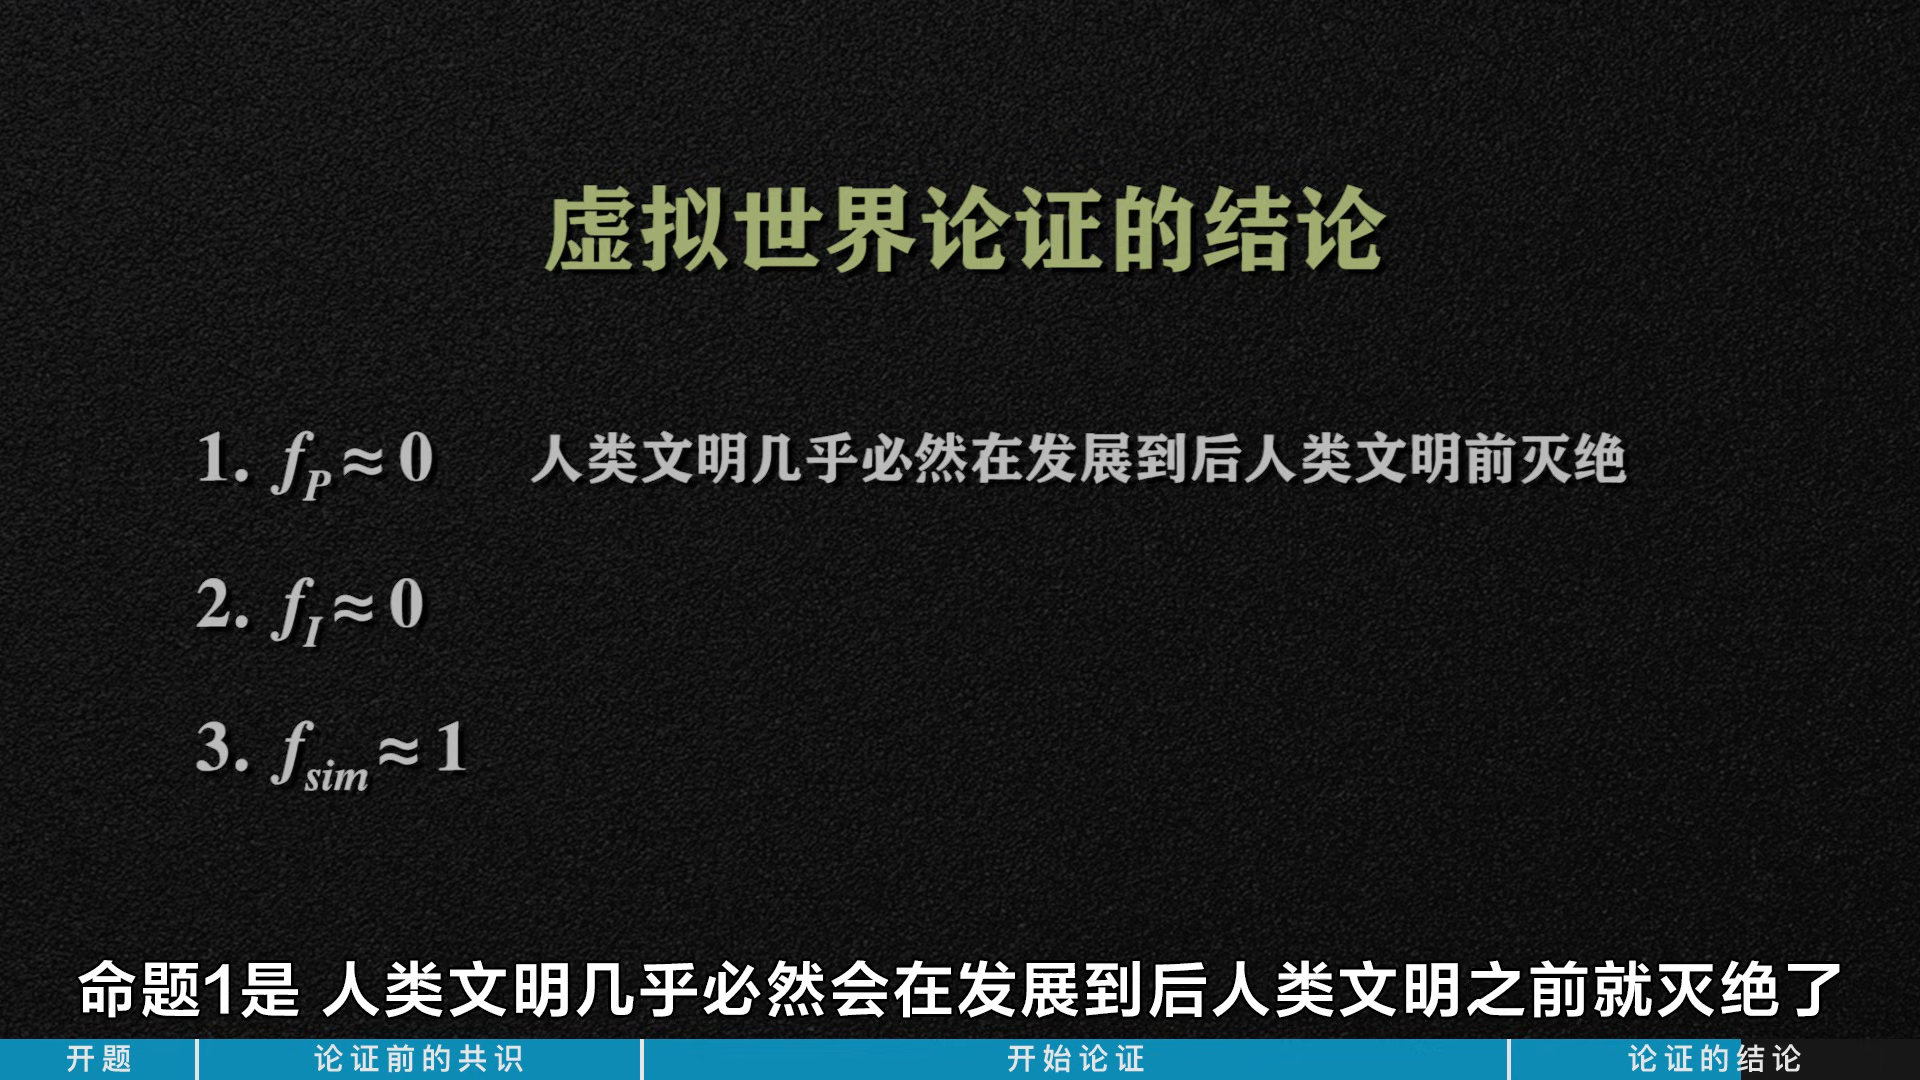 虚拟世界论证的结论
1. fP≈0 人类文明几乎必然在发展到后人类文明前灭绝
2. fI≈0
3. fsim≈1
命题1是 人类文明几乎必然会在发展到后人类文明之前就灭绝了
开题 论证前的共识 开始论证 论证的结论